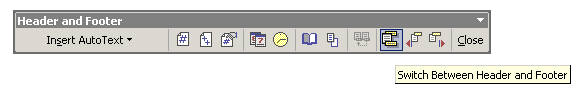 Header and Footer
Insert AutoText Close
Switch Between Header and Footer